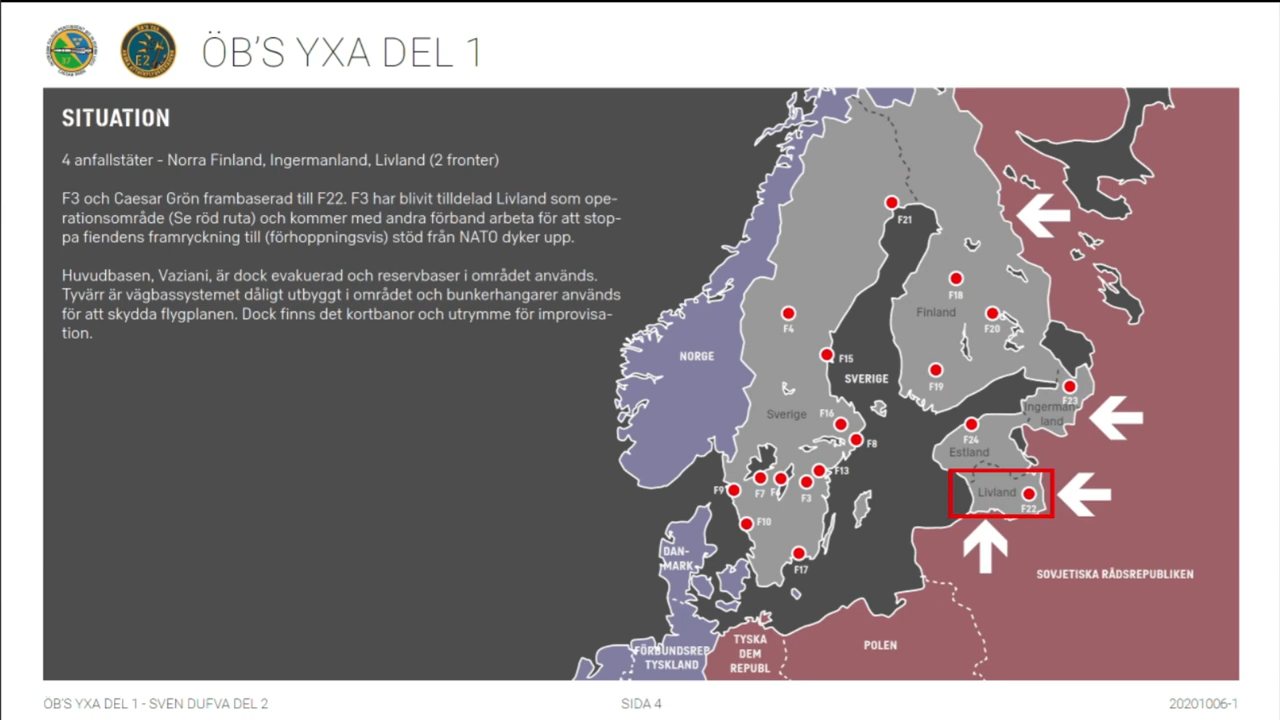 ÖB'S YXA DEL 1
SITUATION
4 anfallstäter - Norra Finland, Ingermanland, Livland (2 fronter)
F3 och Caesar Grön frambaserad till F22. F3 har blivit tilldelad Livland som ope-
rationsområde (Se röd ruta) och kommer med andra förband arbeta för att stop-
pa fiendens framryckning till (förhoppningsvis) stöd från NATO dyker upp.
Huvudbasen, Vaziani, är dock evakuerad och reservbaser i området används.
Tyvärr är vägbassystemet dåligt utbyggt i området och bunkerhangarer används
för att skydda flygplanen. Dock finns det kortbanor och utrymme för improvisa-
tion.
F21
F18
Finland
F4
F20
NORGE
F15
SVERIGE
F19
F23
Sverige
F16
Ingerman-
land
F8
F24
Estland
F13
F9
F7
F6
F3
Livland
F22
F10
DAN-
MARK
F17
SOVJETISKA RÅDSREPUBLIKEN
FÖRBUNDSREP
TYSKLAND
TYSKA
DEM
REPUBL
POLEN
ÖB'S YXA DEL 1 - SVEN DUFVA DEL 2
SIDA 4
20201006-1